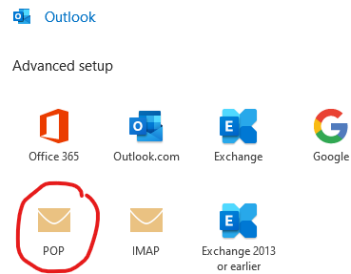 Outlook
Advanced setup
Office 365
Outlook.com
Exchange
Google
POP
IMAP
Exchange 2013
or earlier